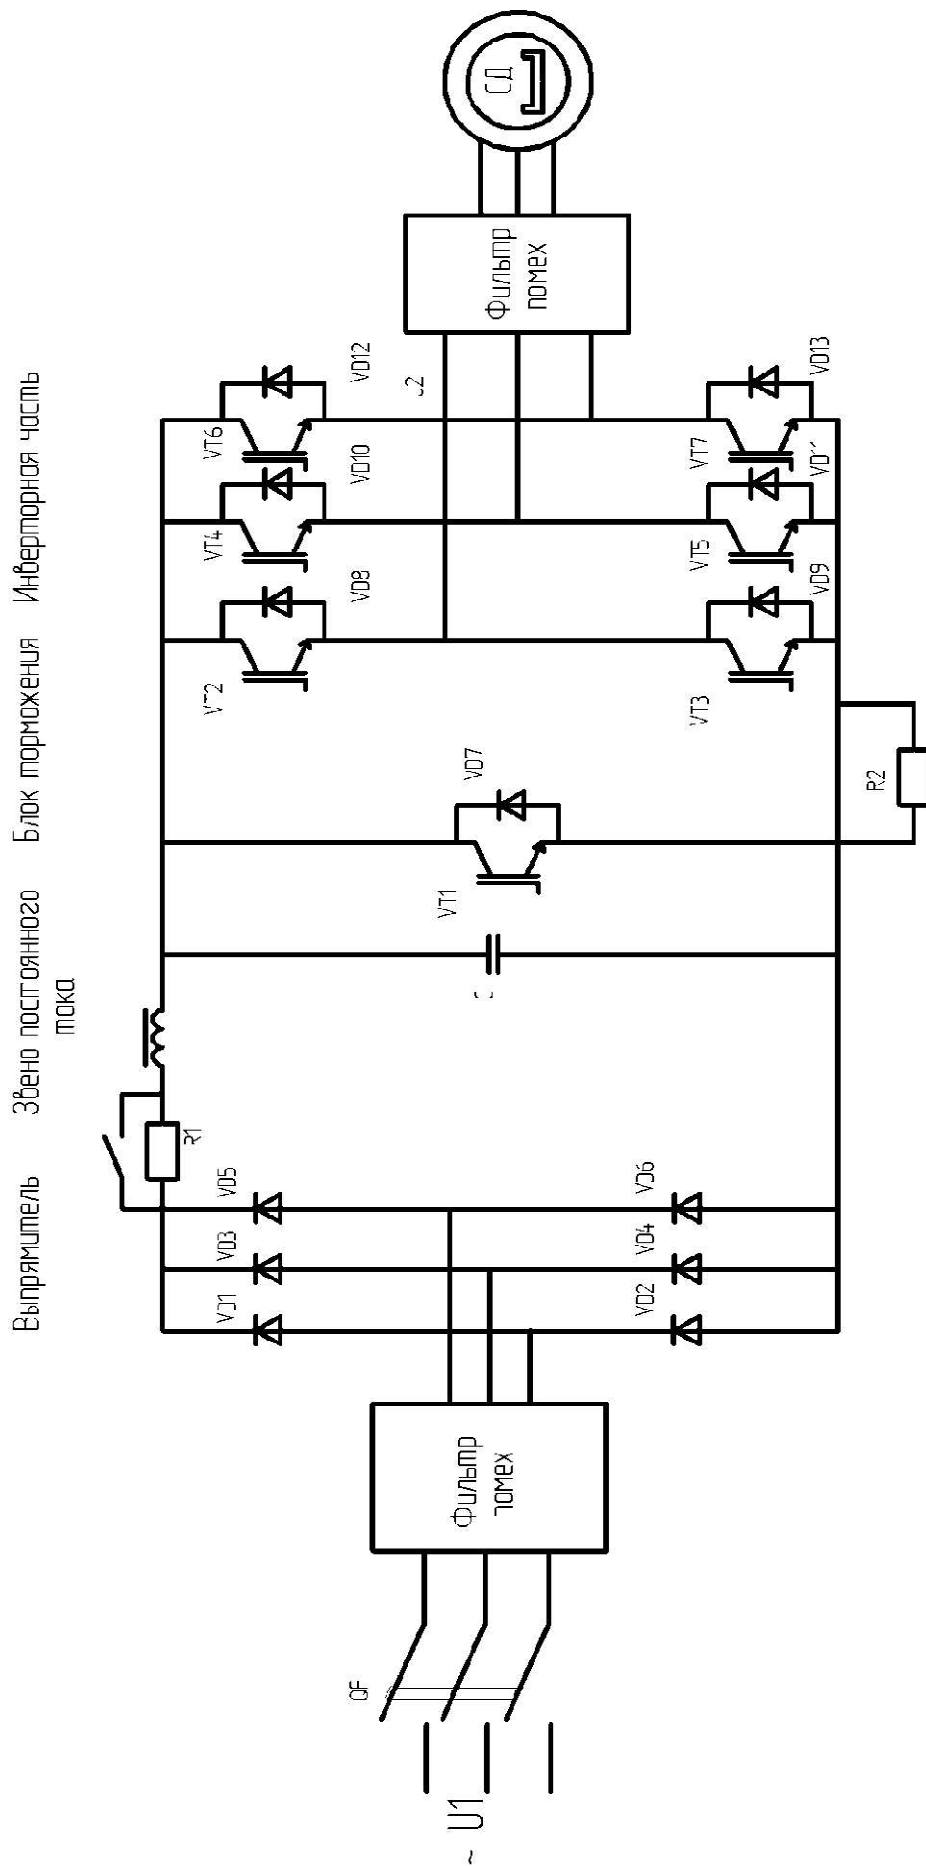 Выпрямитель
Звено постоянного
тока
Блок торможения
Инверторная часть
~ U1
QF
Фильтр
помех
VD1
VD3
VD5
VD2
VD4
VD6
R1
VT1
VD7
R2
VT2
VD8
VT4
VD10
VT6
VD12
VT3
VD9
VT5
VT7
VD13
Фильтр
помех
СД